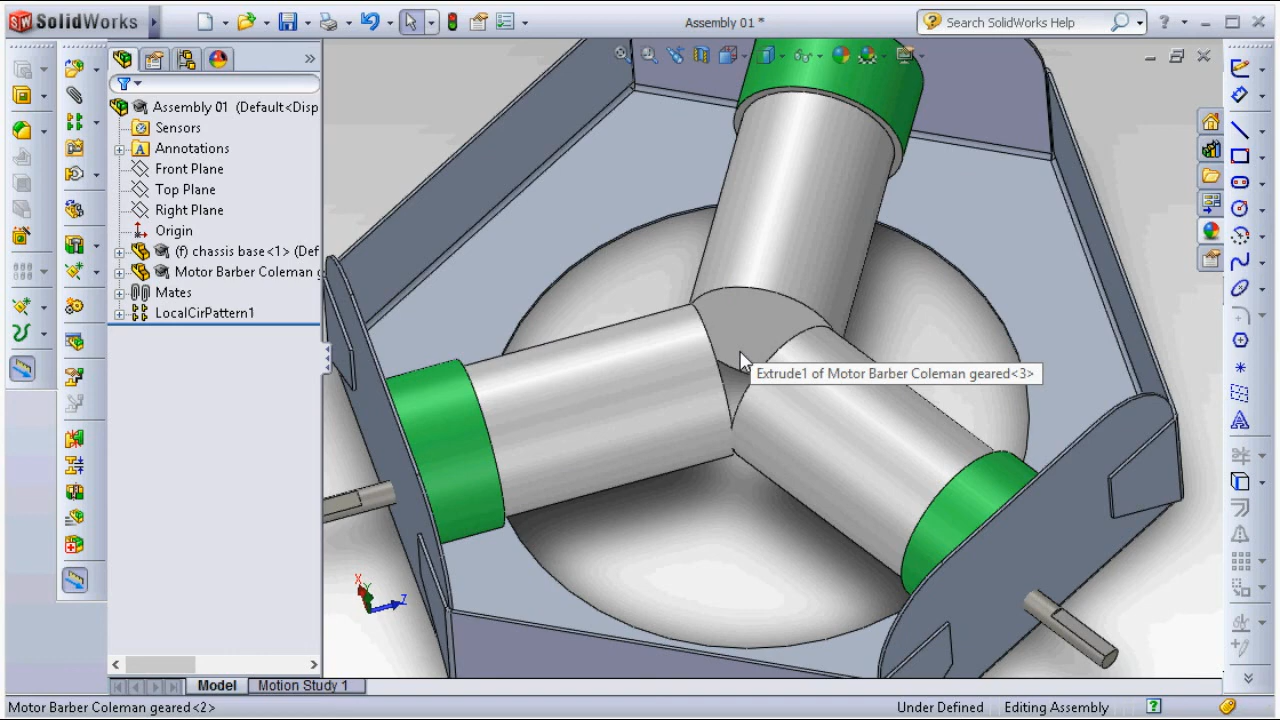 SolidWorks
Assembly 01 *
Search SolidWorks Help
Assembly 01 (Default<Disp
Sensors
Annotations
Front Plane
Top Plane
Right Plane
Origin
(f) chassis base<1> (Def
Motor Barber Coleman g
Mates
LocalCirPattern1
Extrude1 of Motor Barber Coleman geared<3>
X
Y
Z
Model
Motion Study 1
Motor Barber Coleman geared<2>
Under Defined
Editing Assembly